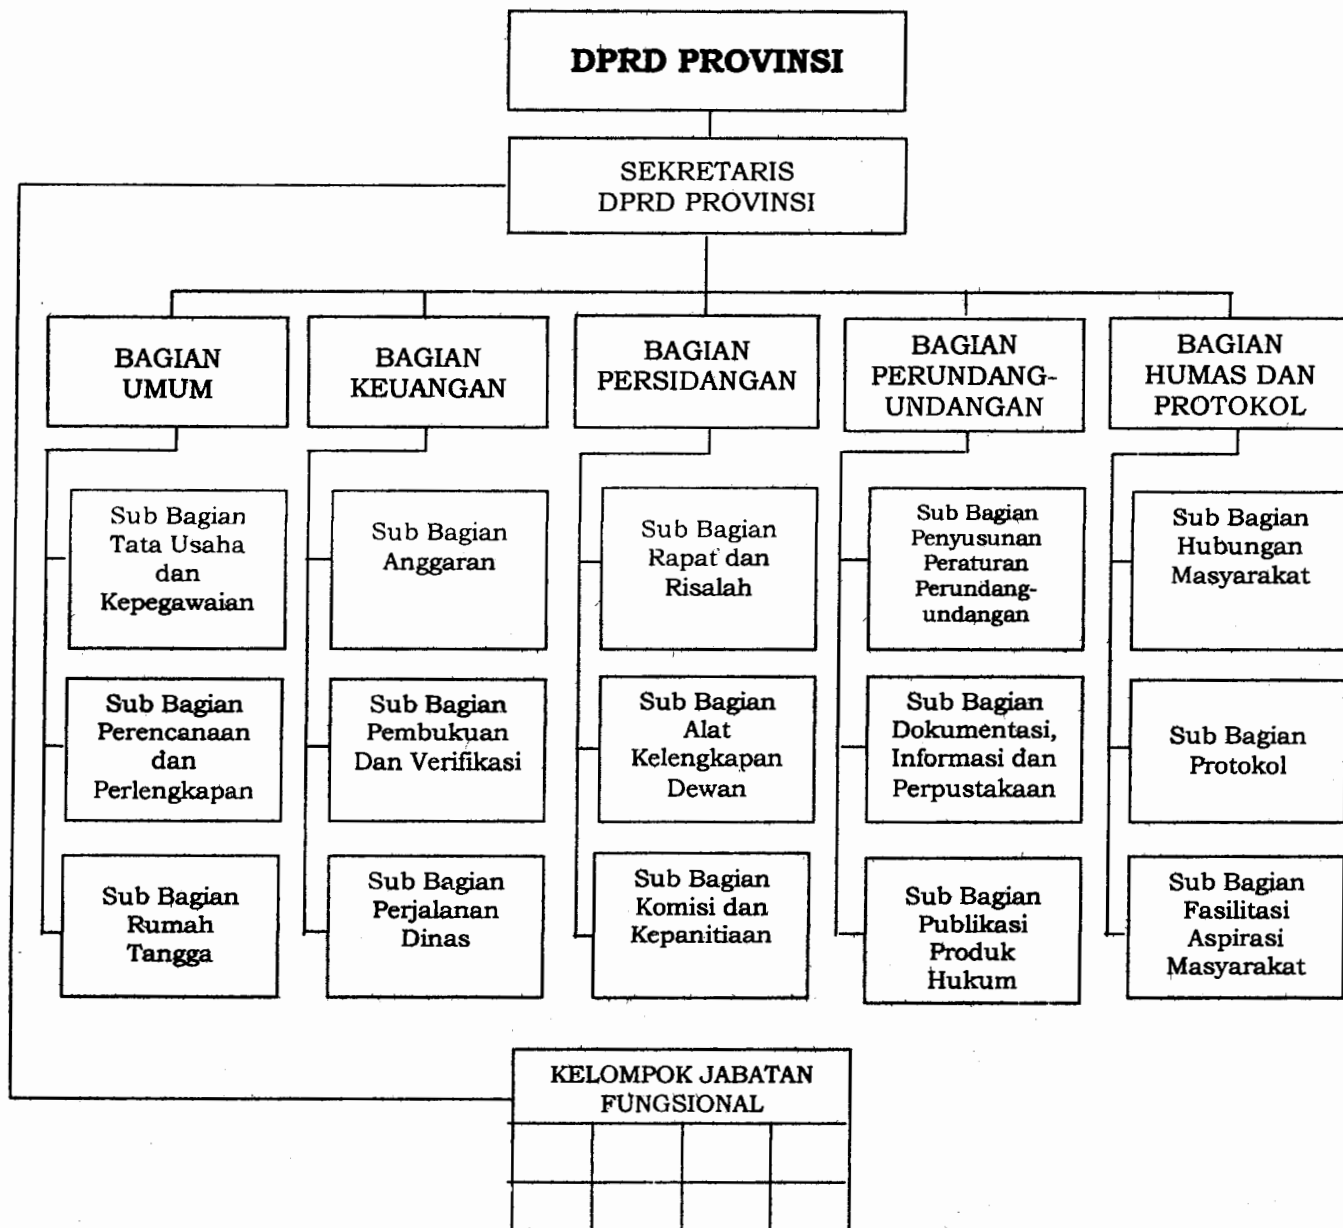 DPRD PROVINSI
SEKRETARIS
DPRD PROVINSI
BAGIAN
UMUM
BAGIAN
KEUANGAN
BAGIAN
PERSIDANGAN
BAGIAN
PERUNDANG-
UNDANGAN
BAGIAN
HUMAS DAN
PROTOKOL
Sub Bagian
Tata Usaha
dan
Kepegawaian
Sub Bagian
Anggaran
Sub Bagian
Rapat dan
Risalah
Sub Bagian
Penyusunan
Peraturan
Perundang-
undangan
Sub Bagian
Hubungan
Masyarakat
Sub Bagian
Perencanaan
dan
Perlengkapan
Sub Bagian
Pembukuan
Dan Verifikasi
Sub Bagian
Alat
Kelengkapan
Dewan
Sub Bagian
Dokumentasi,
Informasi dan
Perpustakaan
Sub Bagian
Protokol
Sub Bagian
Rumah
Tangga
Sub Bagian
Perjalanan
Dinas
Sub Bagian
Komisi dan
Kepanitiaan
Sub Bagian
Publikasi
Produk
Hukum
Sub Bagian
Fasilitasi
Aspirasi
Masyarakat
KELOMPOK JABATAN
FUNGSIONAL